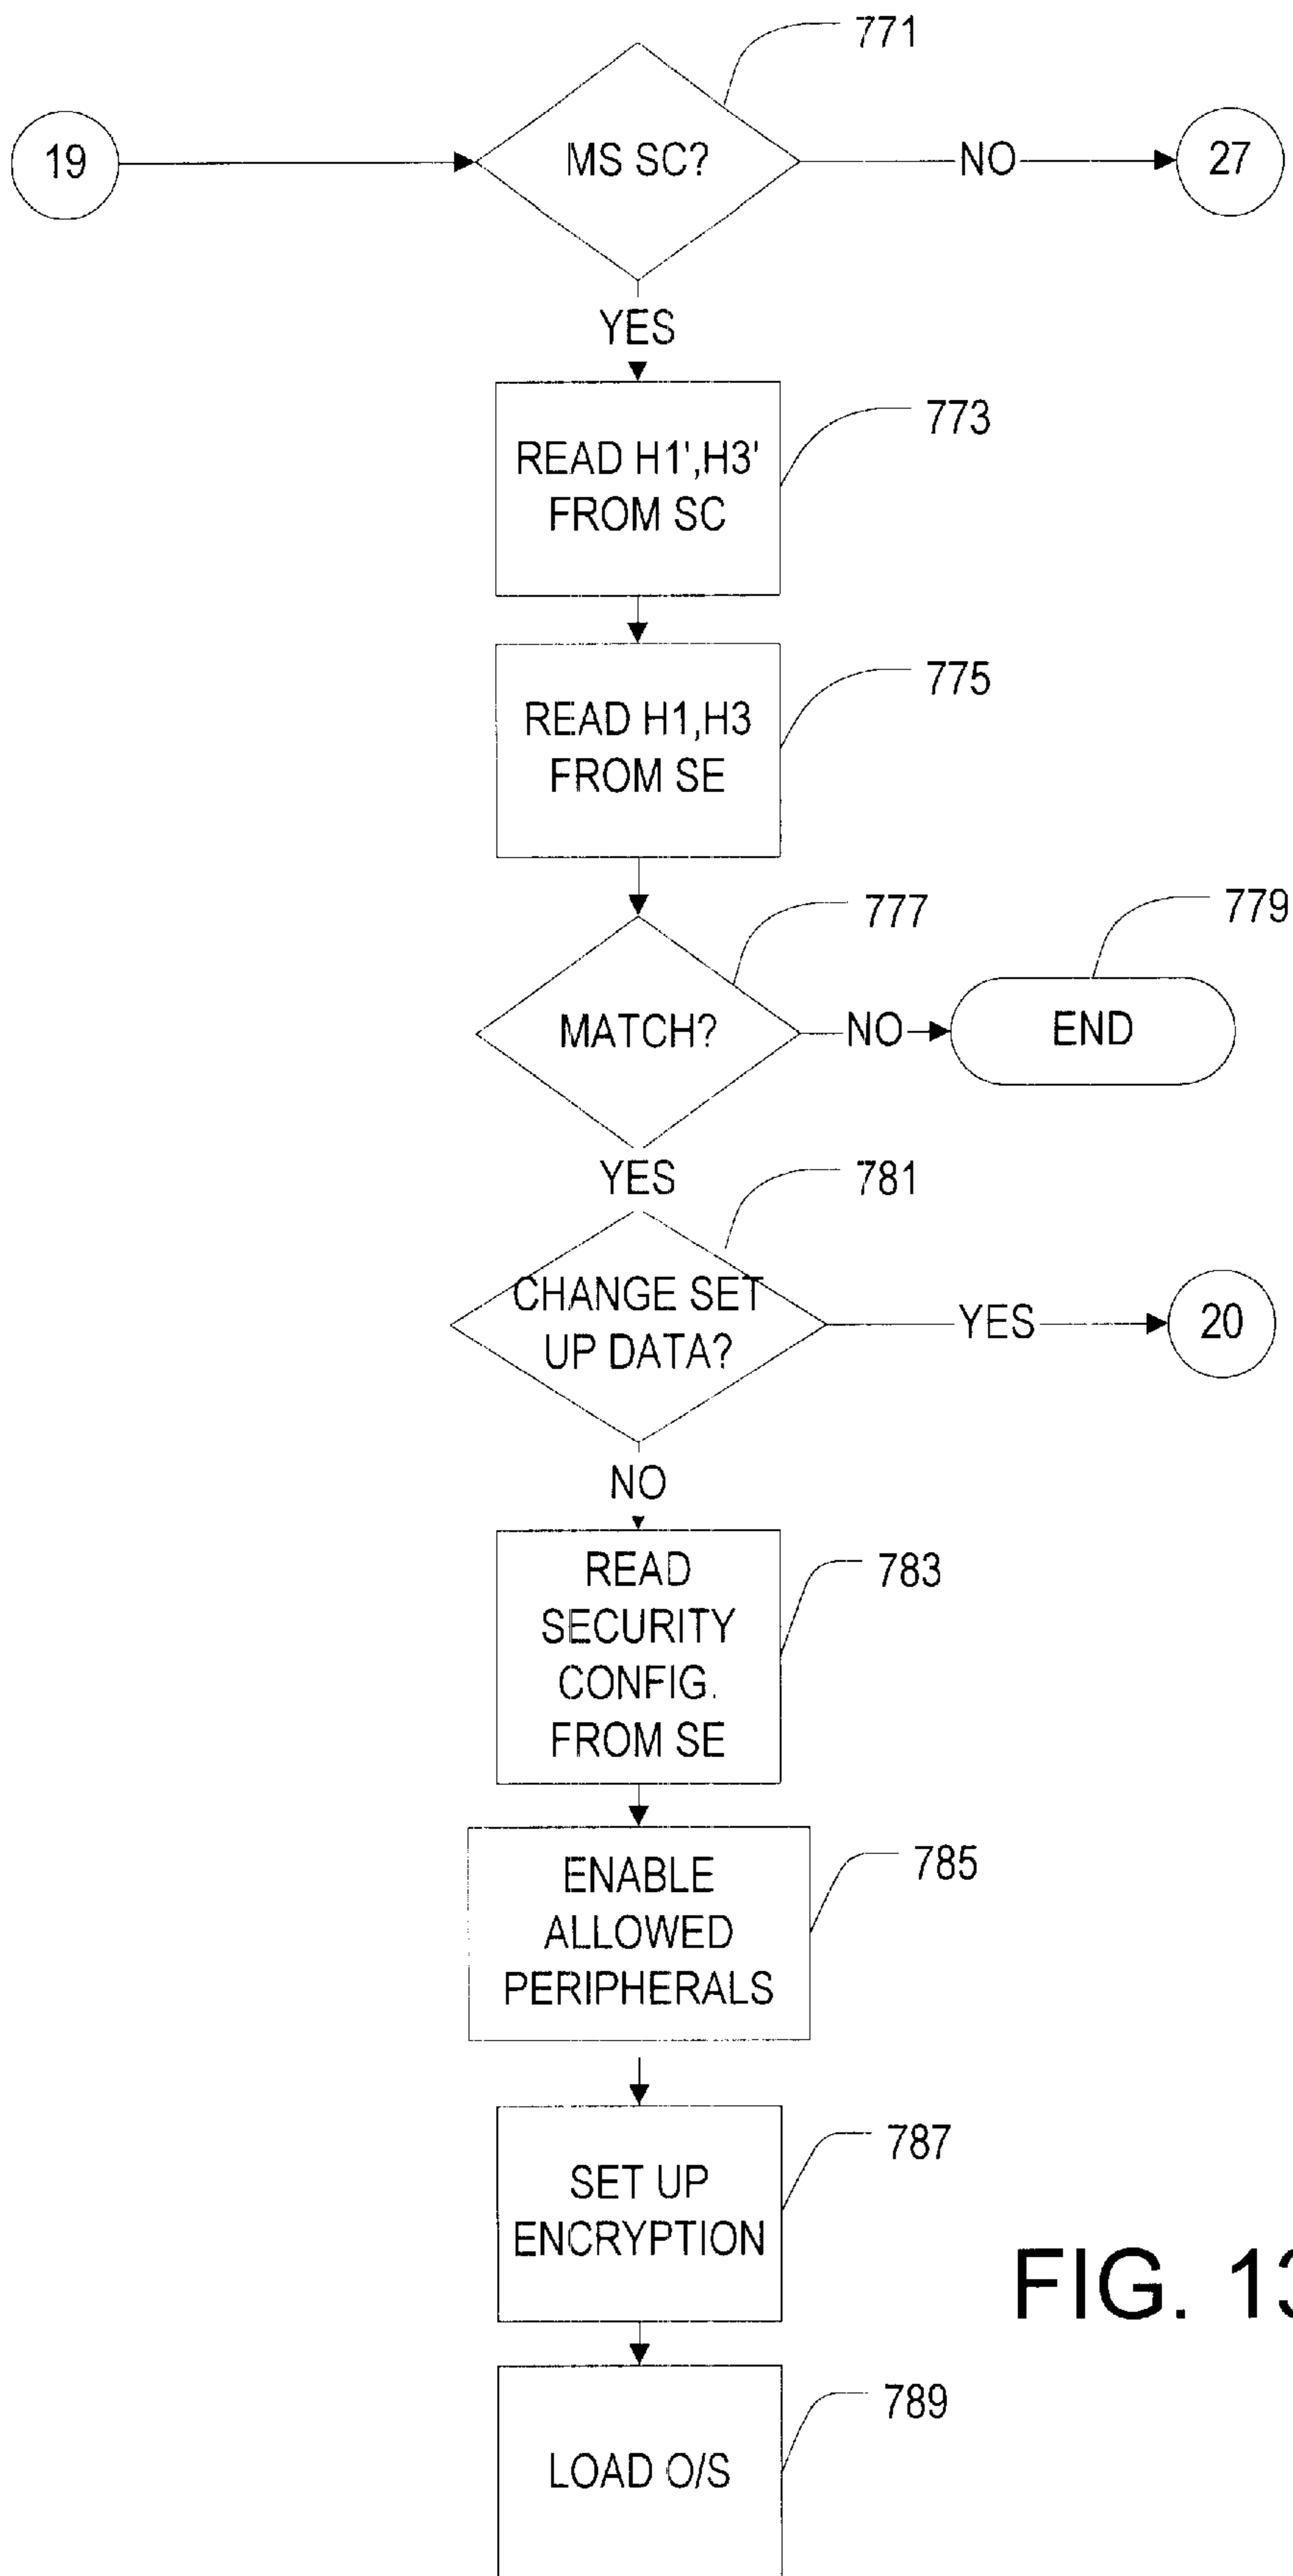 771
19
MS SC?
NO
27
YES
773
READ H1',H3'
FROM SC
775
READ H1,H3
FROM SE
777
779
MATCH?
NO
END
YES
781
CHANGE SET
UP DATA?
YES
20
NO
783
READ
SECURITY
CONFIG.
FROM SE
785
ENABLE
ALLOWED
PERIPHERALS
787
SET UP
ENCRYPTION
FIG. 13
789
LOAD O/S